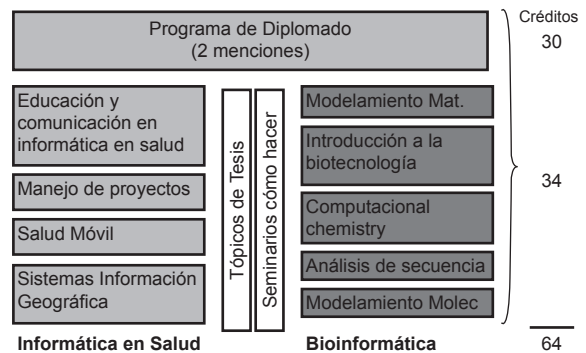 Programa de Diplomado
(2 menciones)
Créditos
30
Educación y
comunicación en
informática en salud
Manejo de proyectos
Salud Móvil
Sistemas Información
Geográfica
Tópicos de Tesis
Seminarios cómo hacer
Modelamiento Mat.
Introducción a la
biotecnología
Computacional
chemistry
Análisis de secuencia
Modelamiento Molec
34
Informática en Salud
Bioinformática
64